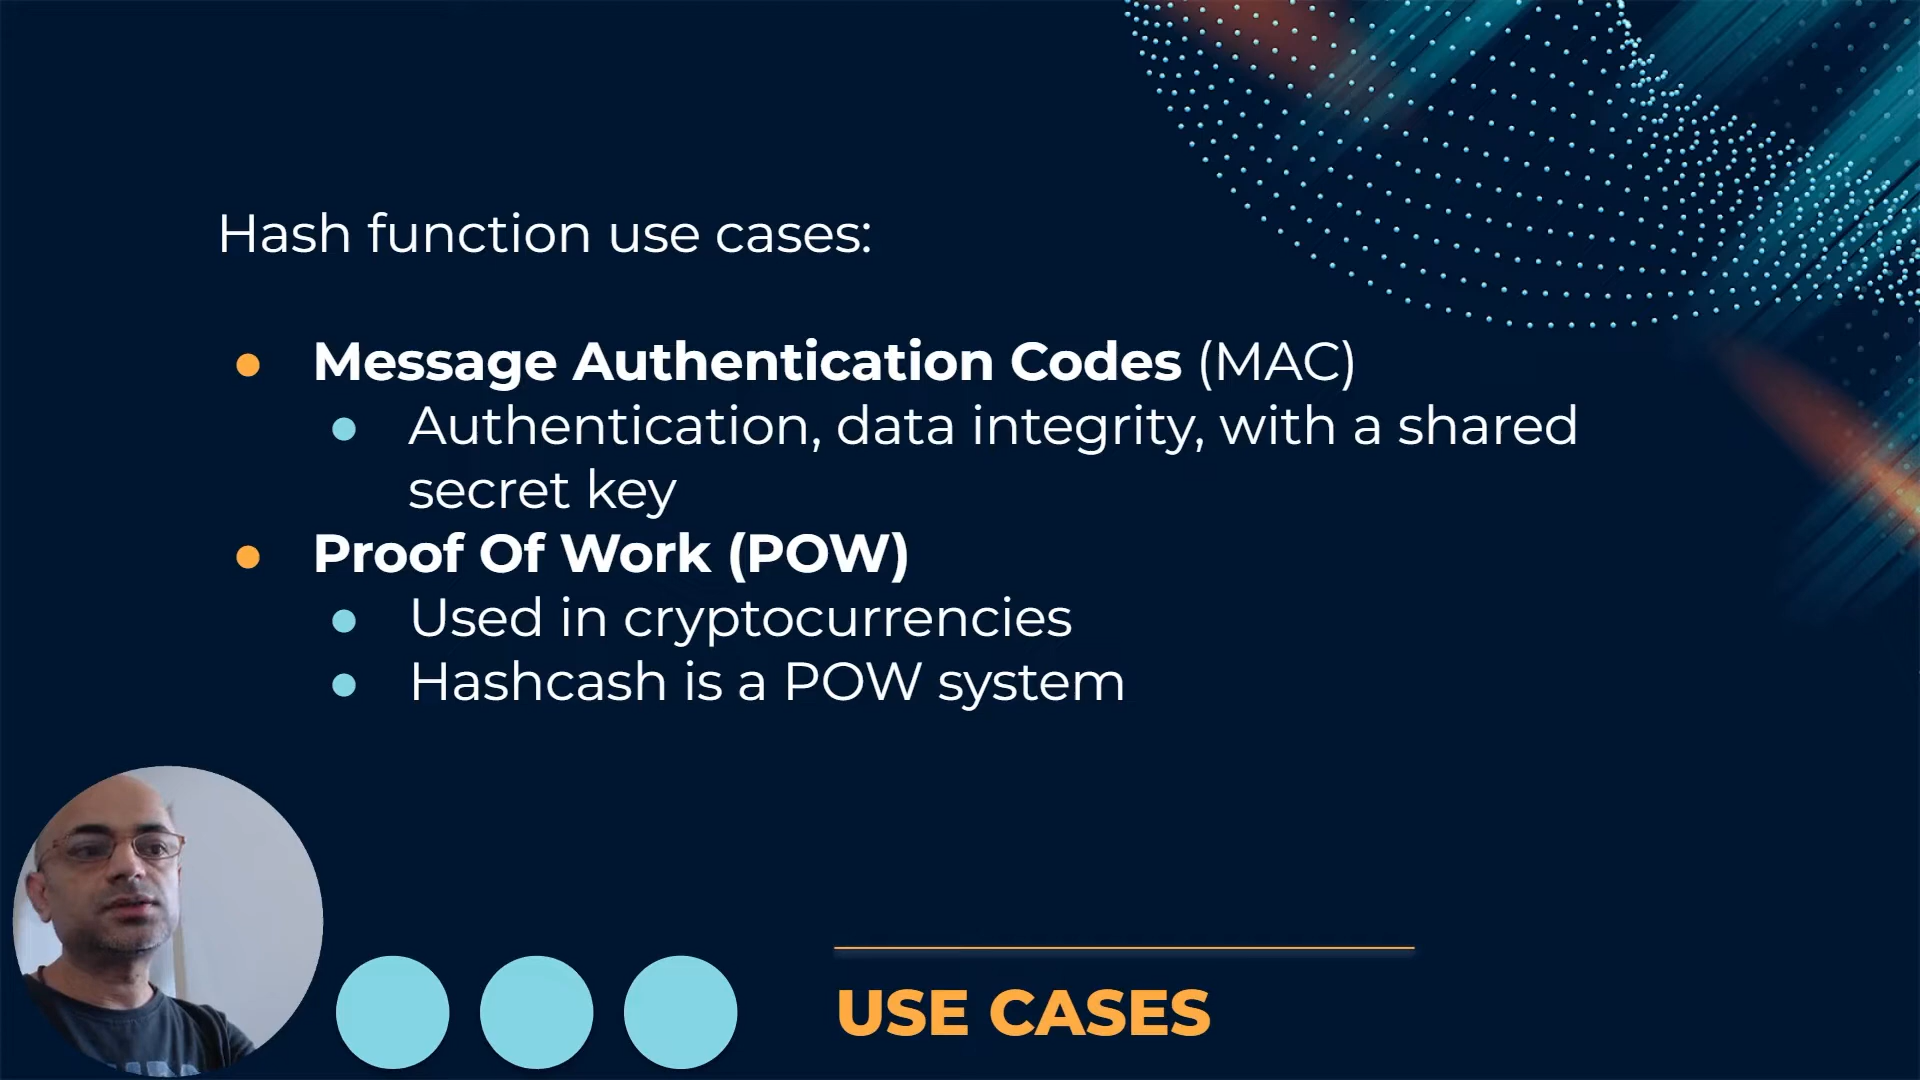 Hash function use cases:
● Message Authentication Codes (MAC)
● Authentication, data integrity, with a shared
secret key
● Proof Of Work (POW)
● Used in cryptocurrencies
● Hashcash is a POW system
USE CASES